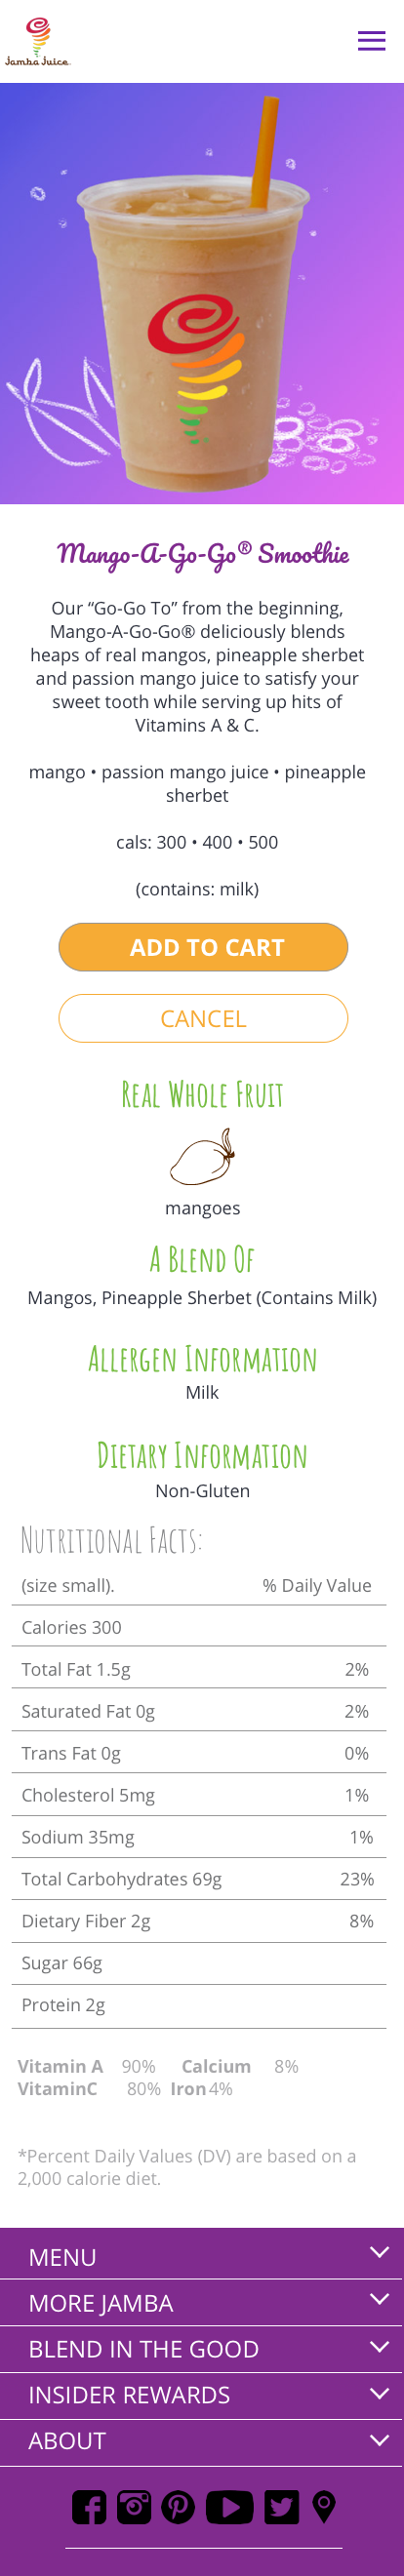 Jamba Juice
Mango-A-Go-Go® Smoothie
Our “Go-Go To” from the beginning,
Mango-A-Go-Go® deliciously blends
heaps of real mangos, pineapple sherbet
and passion mango juice to satisfy your
sweet tooth while serving up hits of
Vitamins A & C.
mango • passion mango juice • pineapple
sherbet
cals: 300 • 400 • 500
(contains: milk)
ADD TO CART
CANCEL
Real Whole Fruit
mangoes
A Blend Of
Mangos, Pineapple Sherbet (Contains Milk)
Allergen Information
Milk
Dietary Information
Non-Gluten
Nutritional Facts:
(size small). % Daily Value
Calories 300
Total Fat 1.5g 2%
Saturated Fat 0g 2%
Trans Fat 0g 0%
Cholesterol 5mg 1%
Sodium 35mg 1%
Total Carbohydrates 69g 23%
Dietary Fiber 2g 8%
Sugar 66g
Protein 2g
Vitamin A 90% Calcium 8%
VitaminC 80% Iron 4%
*Percent Daily Values (DV) are based on a
2,000 calorie diet.
MENU
MORE JAMBA
BLEND IN THE GOOD
INSIDER REWARDS
ABOUT